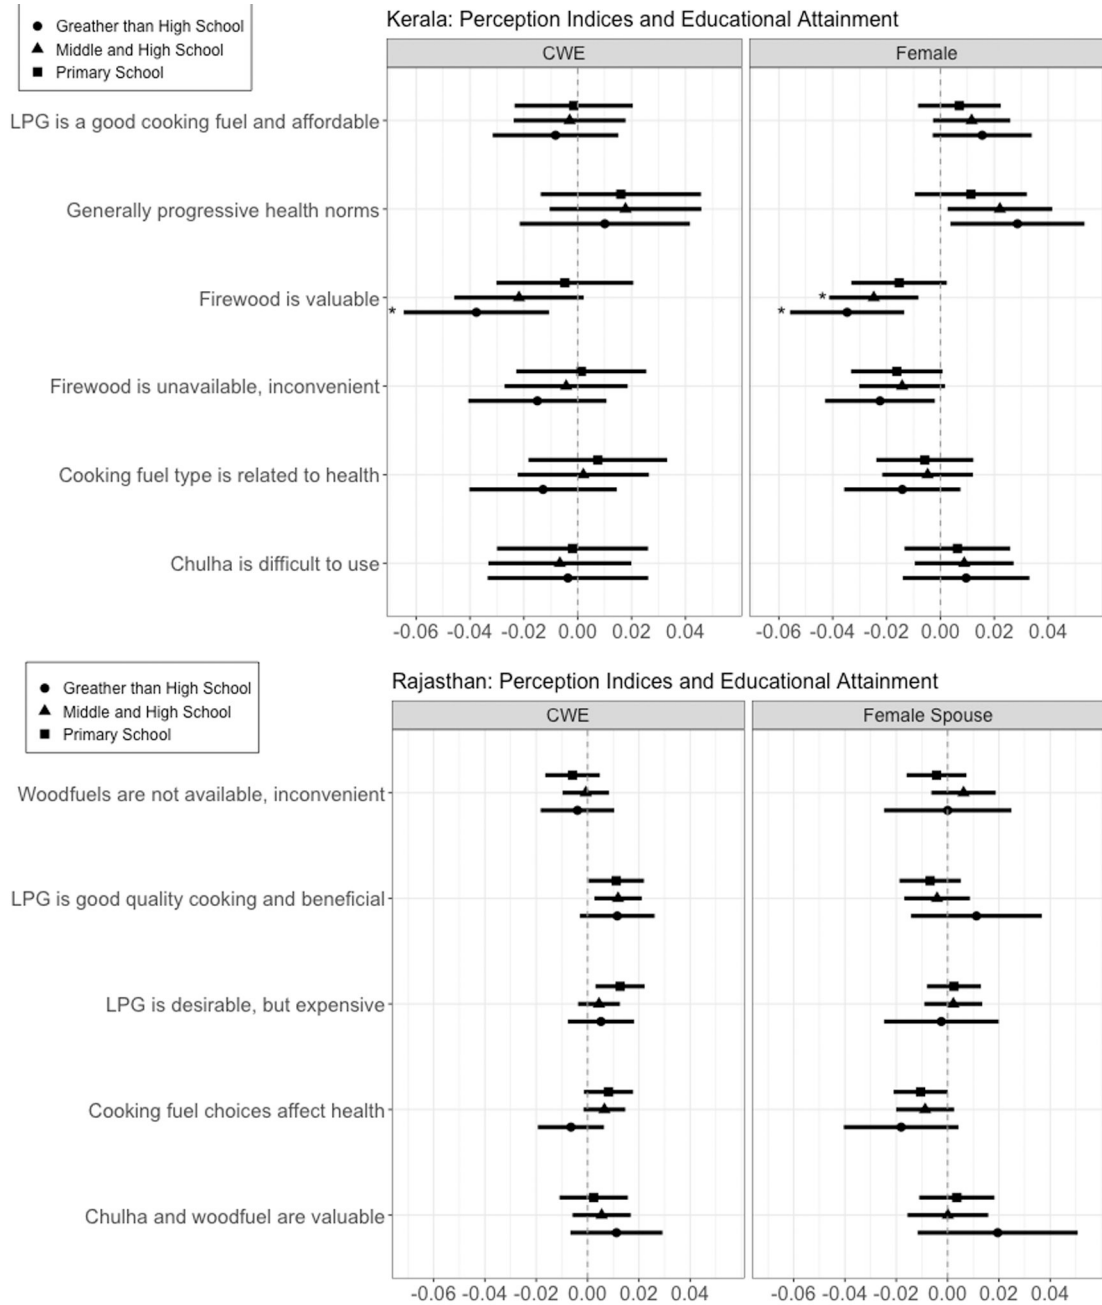 Greather than High School
Middle and High School
Primary School
Kerala: Perception Indices and Educational Attainment
CWE
Female
LPG is a good cooking fuel and affordable
Generally progressive health norms
Firewood is valuable
*
*
*
Firewood is unavailable, inconvenient
Cooking fuel type is related to health
Chulha is difficult to use
-0.06 -0.04 -0.02 0.00 0.02 0.04
-0.06 -0.04 -0.02 0.00 0.02 0.04
Greather than High School
Middle and High School
Primary School
Rajasthan: Perception Indices and Educational Attainment
CWE
Female Spouse
Woodfuels are not available, inconvenient
LPG is good quality cooking and beneficial
LPG is desirable, but expensive
Cooking fuel choices affect health
Chulha and woodfuel are valuable
-0.06 -0.04 -0.02 0.00 0.02 0.04
-0.06 -0.04 -0.02 0.00 0.02 0.04